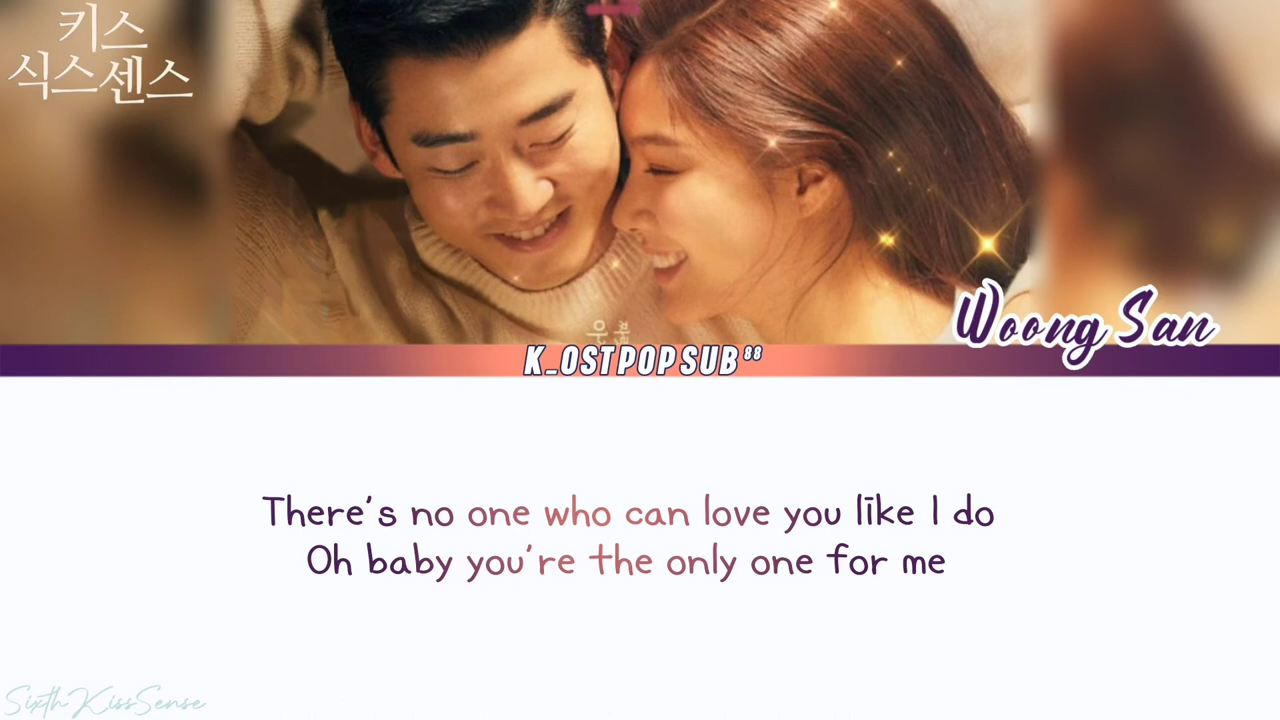 키스
식스센스
Woong San
K_OSTPOPSUB88
There's no one who can love you like I do
Oh baby you're the only one for me
SixthKissSense